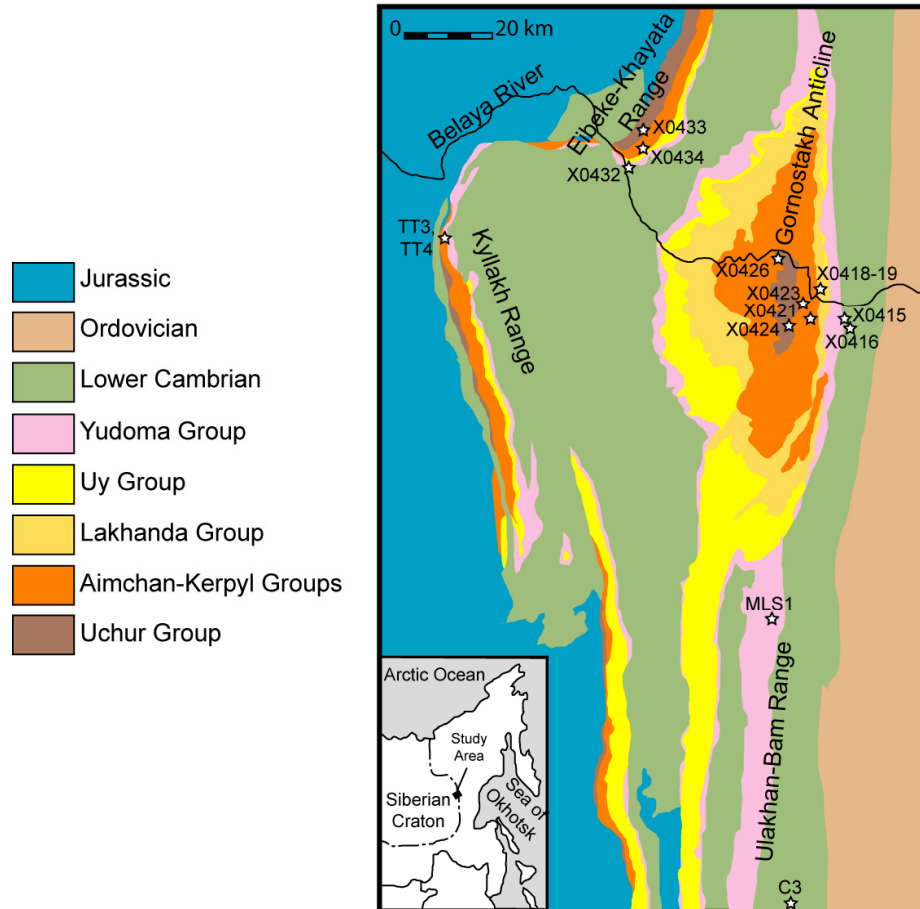 Jurassic
Ordovician
Lower Cambrian
Yudoma Group
Uy Group
Lakhanda Group
Aimchan-Kerpyl Groups
Uchur Group
0 20 km
Belaya River
Eibeke-Khayata
Range
X0433
X0434
X0432
TT3,
TT4
Kyllakh Range
Gornostakh Anticline
X0426
X0418-19
X0423
X0421
X0415
X0424
X0416
MLS1
Ulakhan-Bam Range
C3
Arctic Ocean
Study
Area
Siberian
Craton
Sea of
Okhotsk